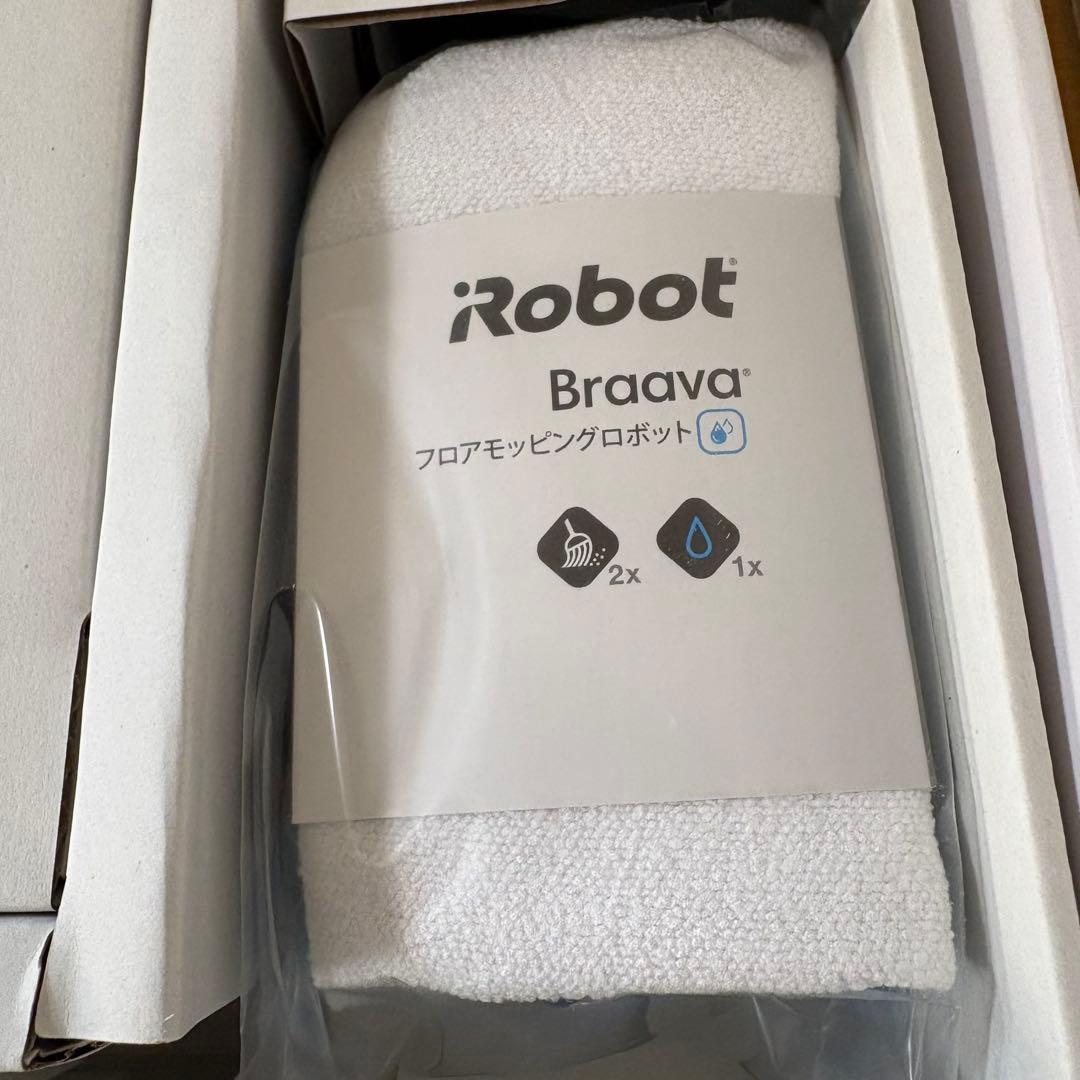 iRobot®
Braava®
フロアモッピングロボット
2x 1x